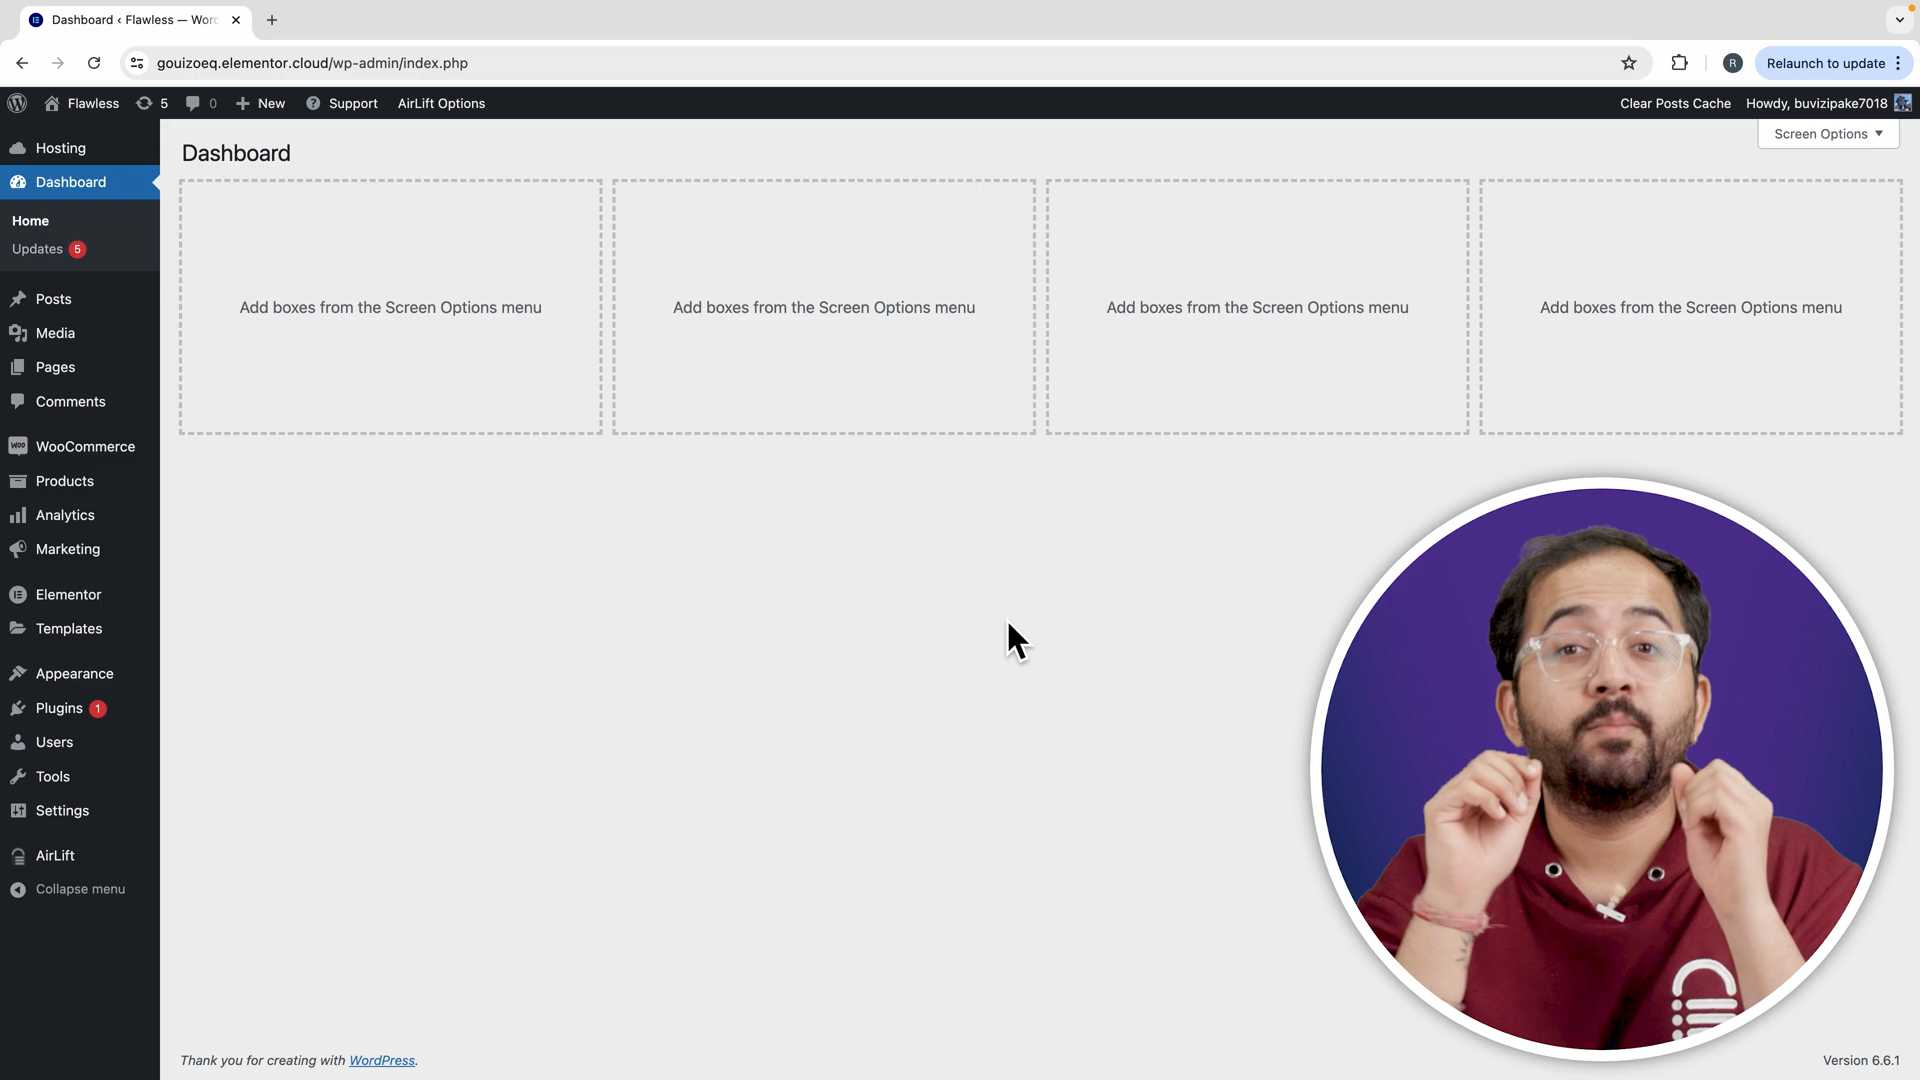 Dashboard ‹ Flawless — Word
gouizoeq.elementor.cloud/wp-admin/index.php
R
Relaunch to update
Flawless
5
0
New
Support
AirLift Options
Clear Posts Cache
Howdy, buvizipake7018
Screen Options
Hosting
Dashboard
Home
Updates 5
Posts
Media
Pages
Comments
WooCommerce
Products
Analytics
Marketing
Elementor
Templates
Appearance
Plugins 1
Users
Tools
Settings
AirLift
Collapse menu
Dashboard
Add boxes from the Screen Options menu
Add boxes from the Screen Options menu
Add boxes from the Screen Options menu
Add boxes from the Screen Options menu
Thank you for creating with WordPress.
Version 6.6.1